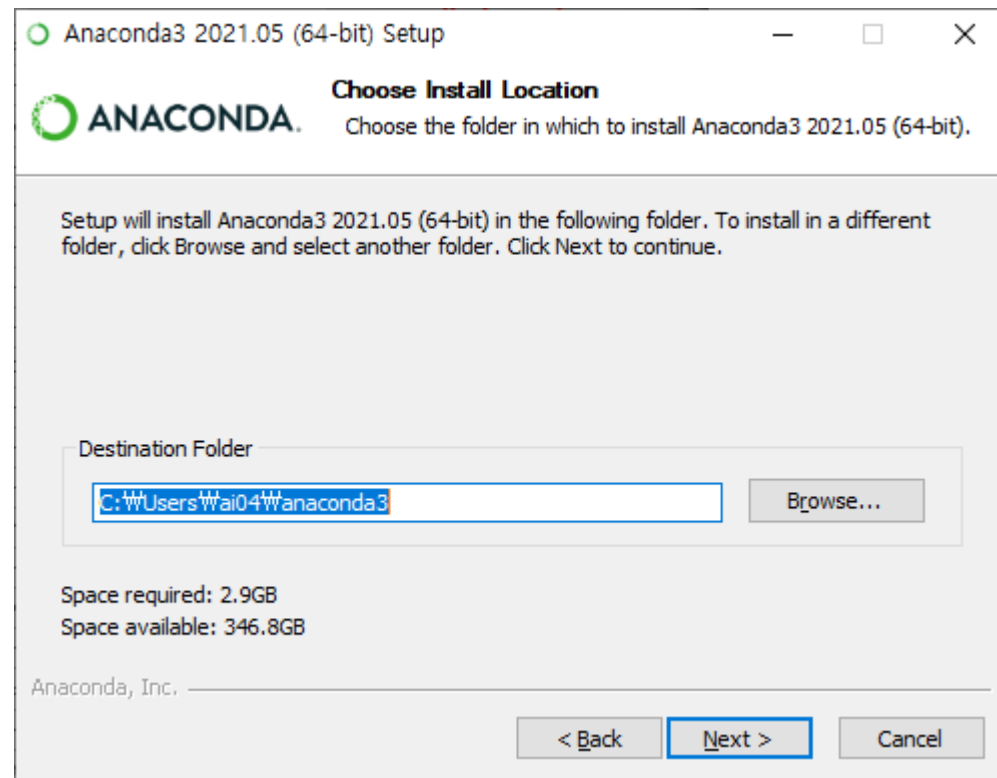 Anaconda3 2021.05 (64-bit) Setup
ANACONDA.
Choose Install Location
Choose the folder in which to install Anaconda3 2021.05 (64-bit).
Setup will install Anaconda3 2021.05 (64-bit) in the following folder. To install in a different
folder, click Browse and select another folder. Click Next to continue.
Destination Folder
C:₩Users₩ai04₩anaconda3
Browse...
Space required: 2.9GB
Space available: 346.8GB
Anaconda, Inc.
< Back
Next >
Cancel